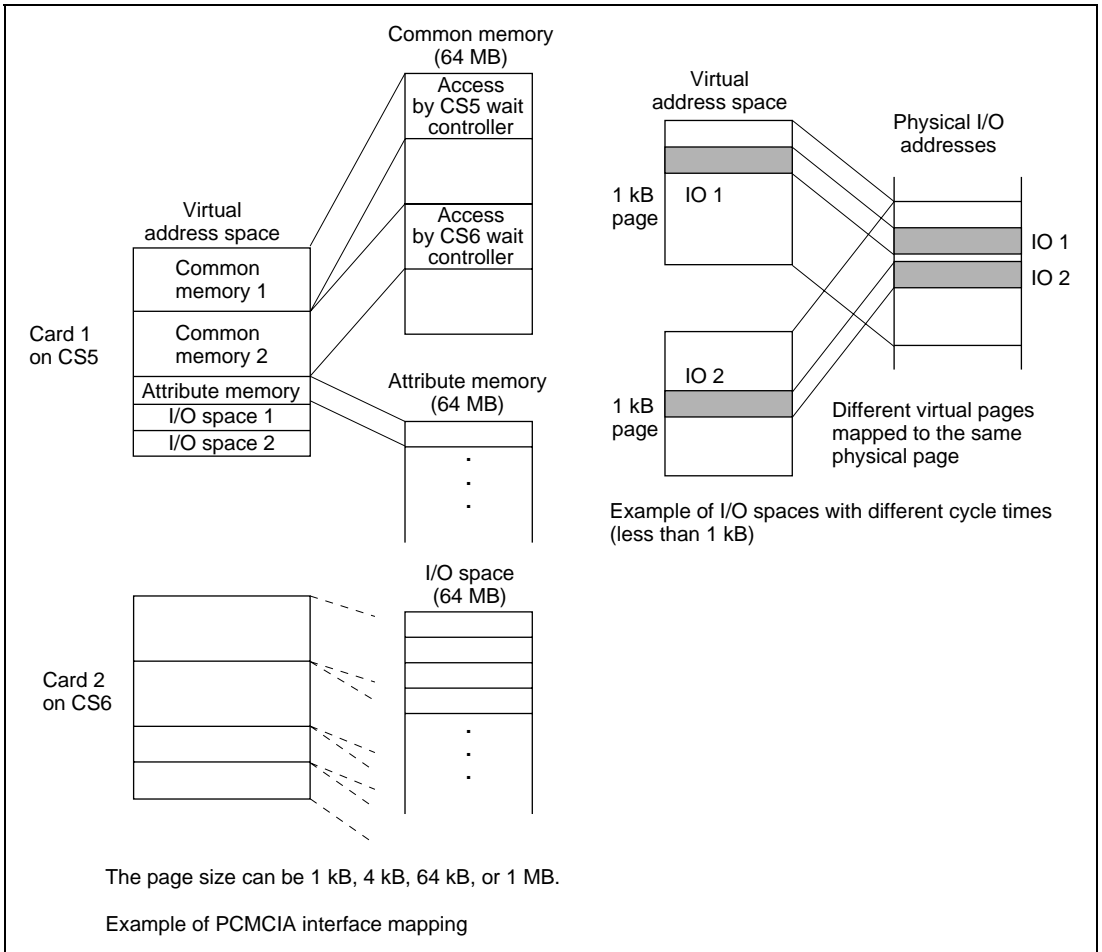 Common memory
(64 MB)
Access
by CS5 wait
controller
Access
by CS6 wait
controller
Virtual
address space
Common
memory 1
Common
memory 2
Attribute memory
I/O space 1
I/O space 2
Card 1
on CS5
Attribute memory
(64 MB)
I/O space
(64 MB)
Card 2
on CS6
Virtual
address space
Physical I/O
addresses
1 kB
page
IO 1
IO 1
IO 2
IO 2
1 kB
page
Different virtual pages
mapped to the same
physical page
Example of I/O spaces with different cycle times
(less than 1 kB)
The page size can be 1 kB, 4 kB, 64 kB, or 1 MB.
Example of PCMCIA interface mapping